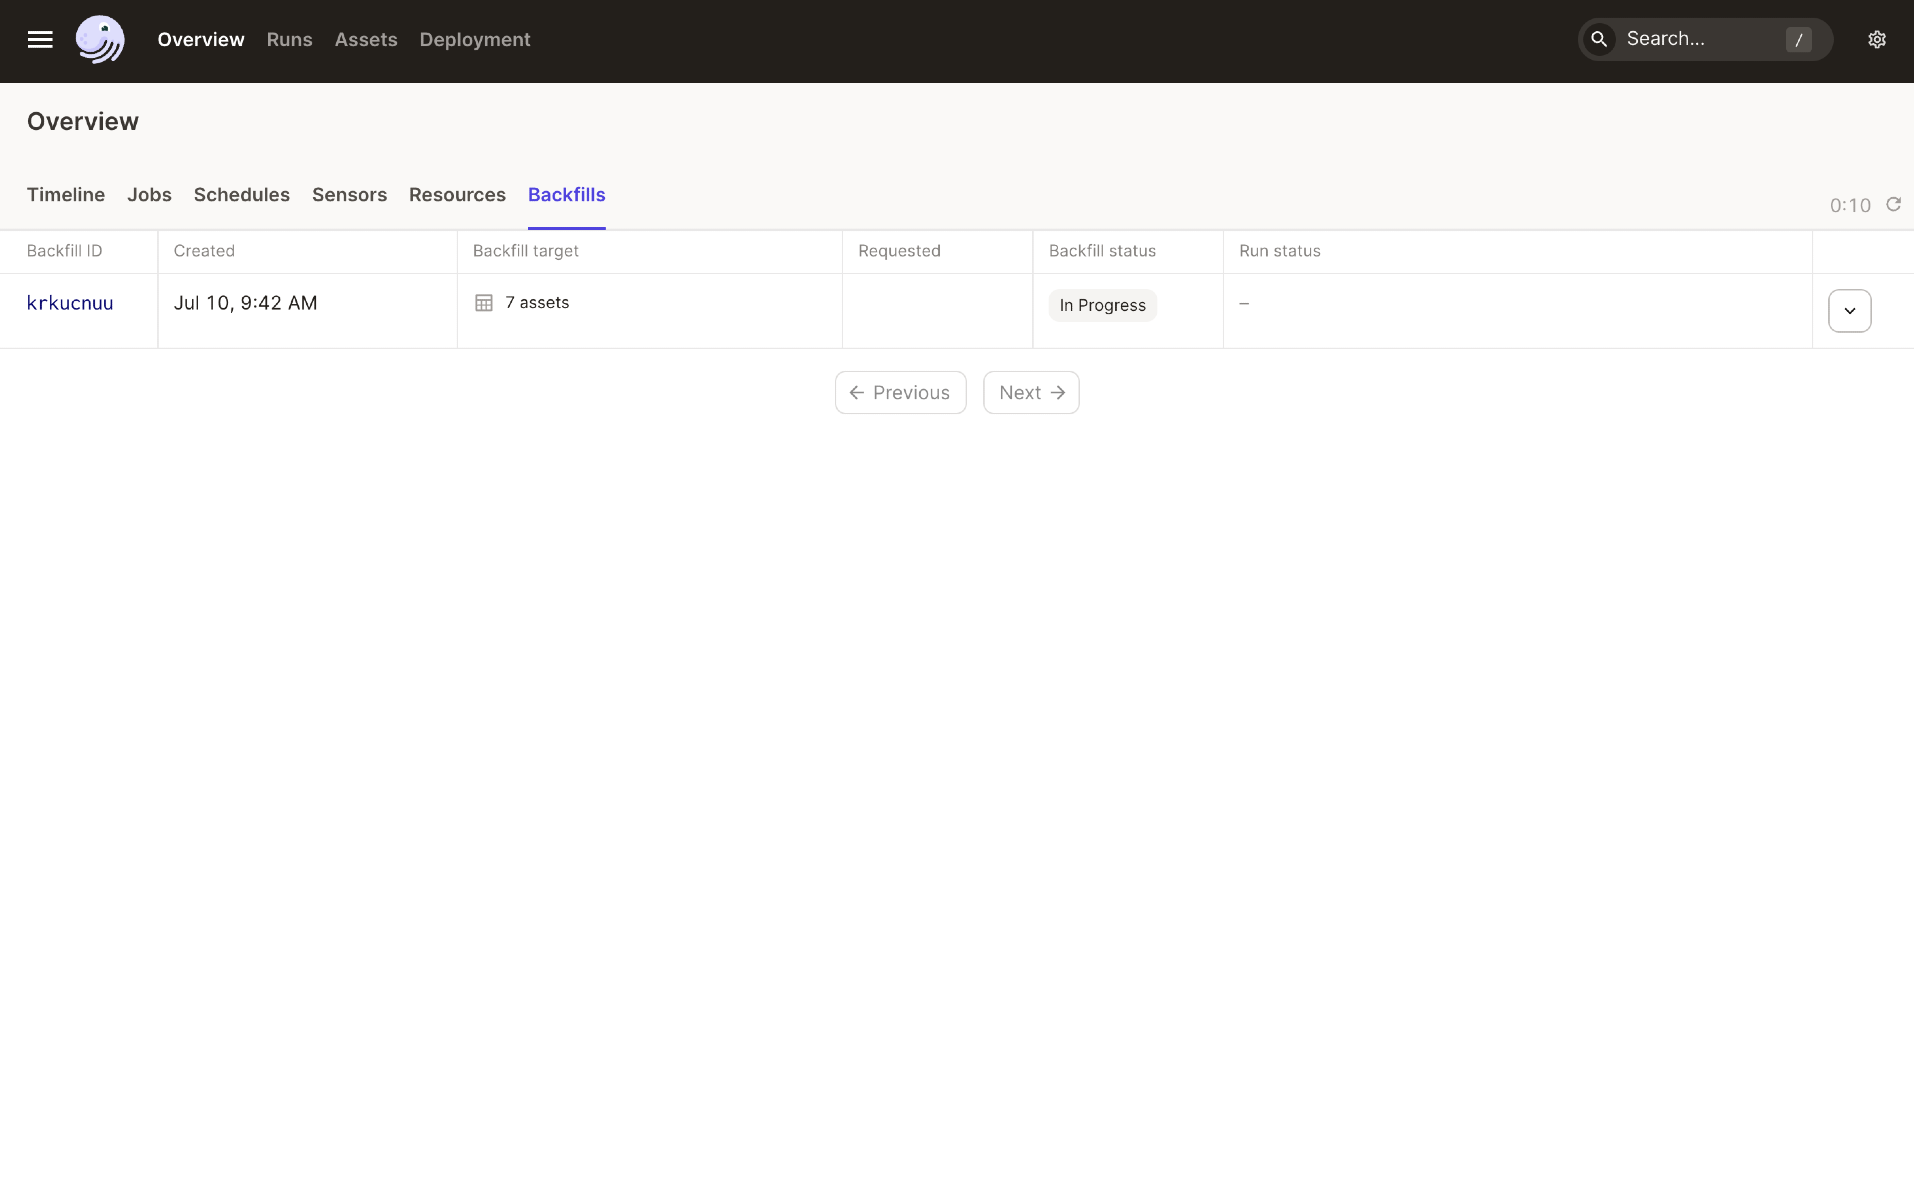 Overview Runs Assets Deployment Search... /
Overview
Timeline Jobs Schedules Sensors Resources Backfills 0:10
Backfill ID Created Backfill target Requested Backfill status Run status
krkucnuu Jul 10, 9:42 AM 7 assets In Progress –
Previous Next